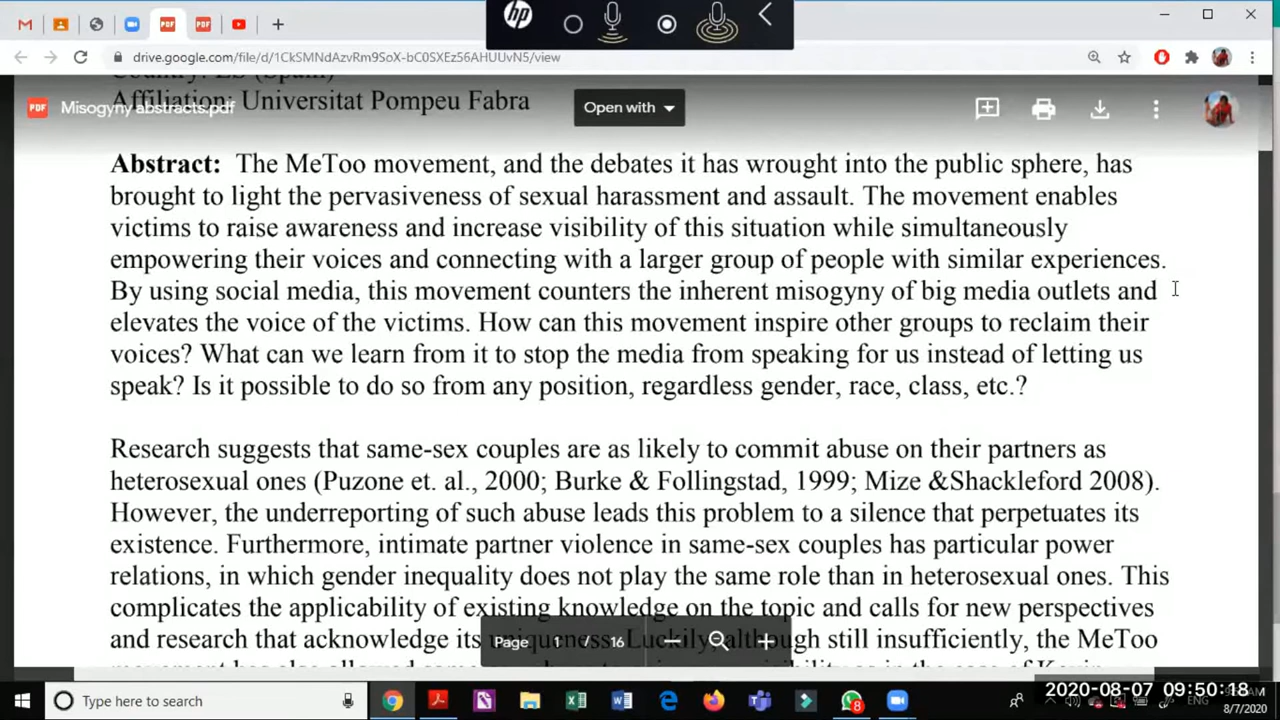 hp
drive.google.com/file/d/1CkSMNdAzvRm9SoX-bC0SXEz56AHUUvN5/view
Country: ES (Spain)
Affiliation: Universitat Pompeu Fabra
PDF Misogyny abstracts.pdf
Open with
Abstract: The MeToo movement, and the debates it has wrought into the public sphere, has
brought to light the pervasiveness of sexual harassment and assault. The movement enables
victims to raise awareness and increase visibility of this situation while simultaneously
empowering their voices and connecting with a larger group of people with similar experiences.
By using social media, this movement counters the inherent misogyny of big media outlets and
elevates the voice of the victims. How can this movement inspire other groups to reclaim their
voices? What can we learn from it to stop the media from speaking for us instead of letting us
speak? Is it possible to do so from any position, regardless gender, race, class, etc.?
Research suggests that same-sex couples are as likely to commit abuse on their partners as
heterosexual ones (Puzone et. al., 2000; Burke & Follingstad, 1999; Mize &Shackleford 2008).
However, the underreporting of such abuse leads this problem to a silence that perpetuates its
existence. Furthermore, intimate partner violence in same-sex couples has particular power
relations, in which gender inequality does not play the same role than in heterosexual ones. This
complicates the applicability of existing knowledge on the topic and calls for new perspectives
and research that acknowledge its uniqueness. Luckily, although still insufficiently, the MeToo
Page 1 / 16
Type here to search
2020-08-07 09:50:18
ENG
8/7/2020